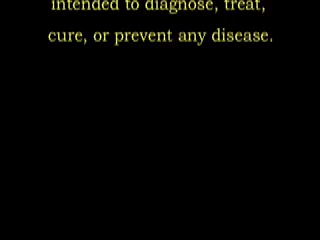 intended to diagnose, treat,
cure, or prevent any disease.